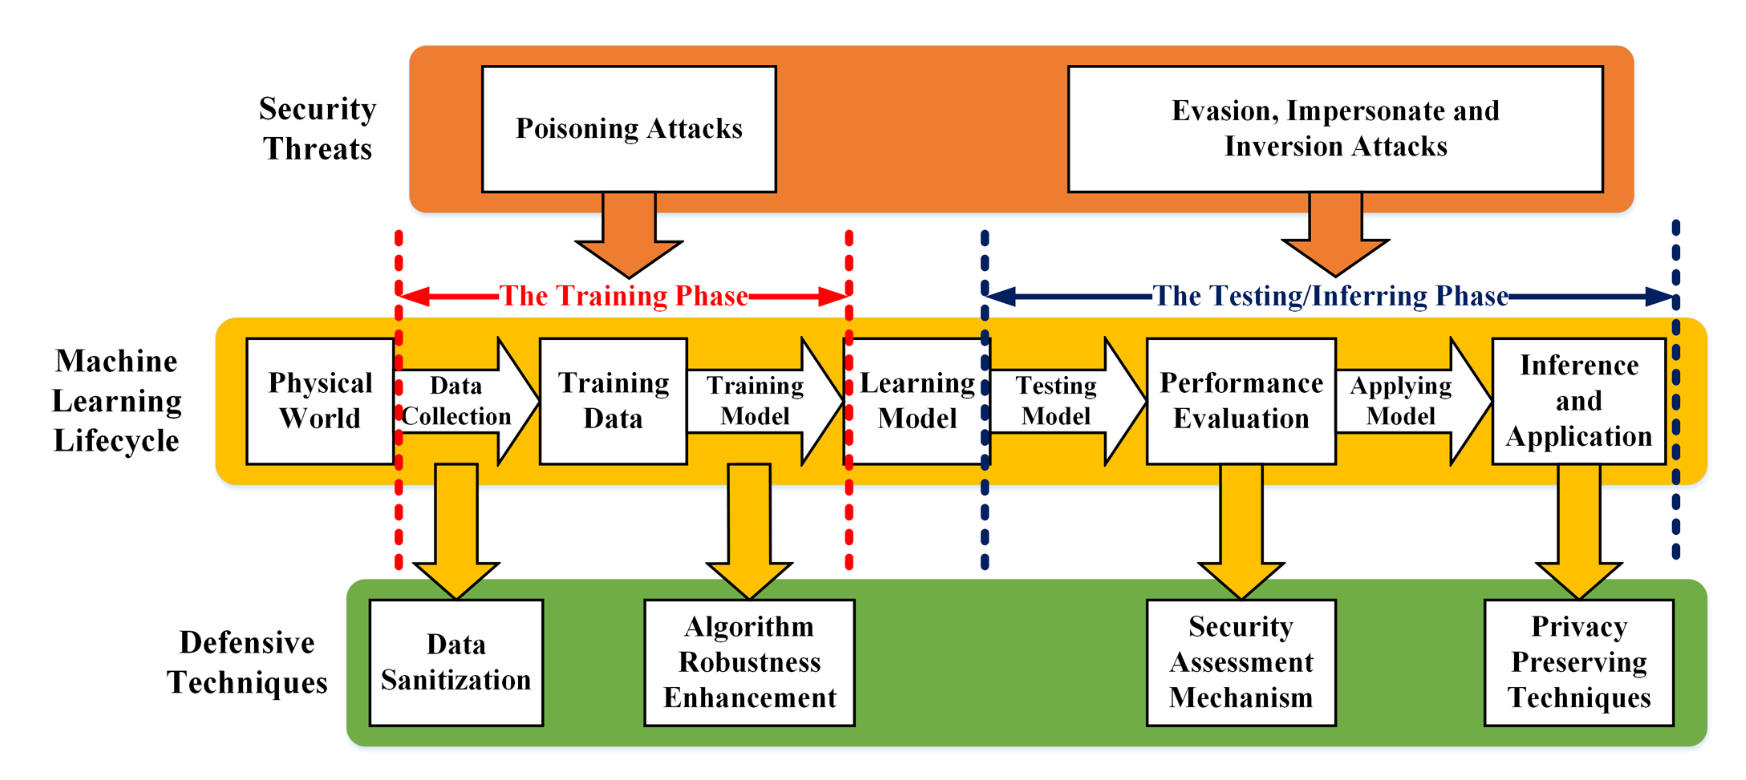 Security
Threats
Poisoning Attacks
Evasion, Impersonate and
Inversion Attacks
The Training Phase
The Testing/Inferring Phase
Machine
Learning
Lifecycle
Physical
World
Data
Collection
Training
Data
Training
Model
Learning
Model
Testing
Model
Performance
Evaluation
Applying
Model
Inference
and
Application
Defensive
Techniques
Data
Sanitization
Algorithm
Robustness
Enhancement
Security
Assessment
Mechanism
Privacy
Preserving
Techniques